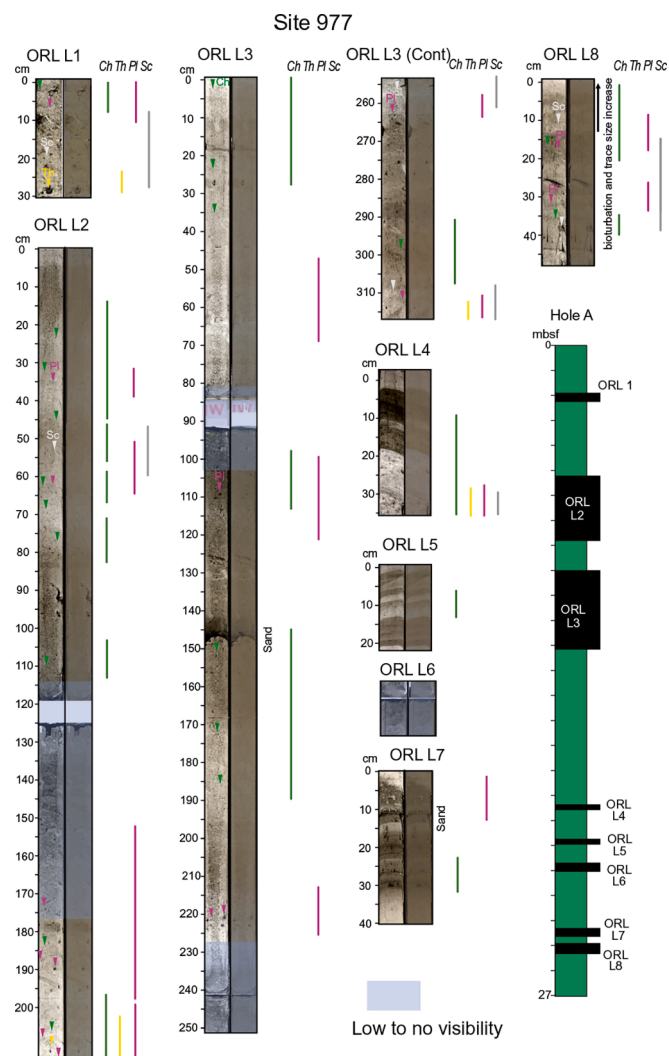 Site 977
ORL L1
cm
Ch Th Pl Sc
0
10
20
30
Sc
ORL L2
cm
0
10
20
30
40
50
60
70
80
90
100
110
120
130
140
150
160
170
180
190
200
Pl
Sc
ORL L3
cm
Ch Th Pl Sc
0
10
20
30
40
50
60
70
80
90
100
110
120
130
140
150
160
170
180
190
200
210
220
230
240
250
Ch
IW
Pl
Sand
ORL L3 (Cont)
cm
Ch Th Pl Sc
260
270
280
290
300
310
Pl
ORL L4
cm
0
10
20
30
ORL L5
cm
0
10
20
ORL L6
ORL L7
cm
0
10
20
30
40
Sand
Low to no visibility
ORL L8
cm
Ch Th Pl Sc
0
10
20
30
40
Sc
Pl
Pl
bioturbation and trace size increase
Hole A
mbsf
0
ORL 1
ORL
L2
ORL
L3
ORL
L4
ORL
L5
ORL
L6
ORL
L7
ORL
L8
27